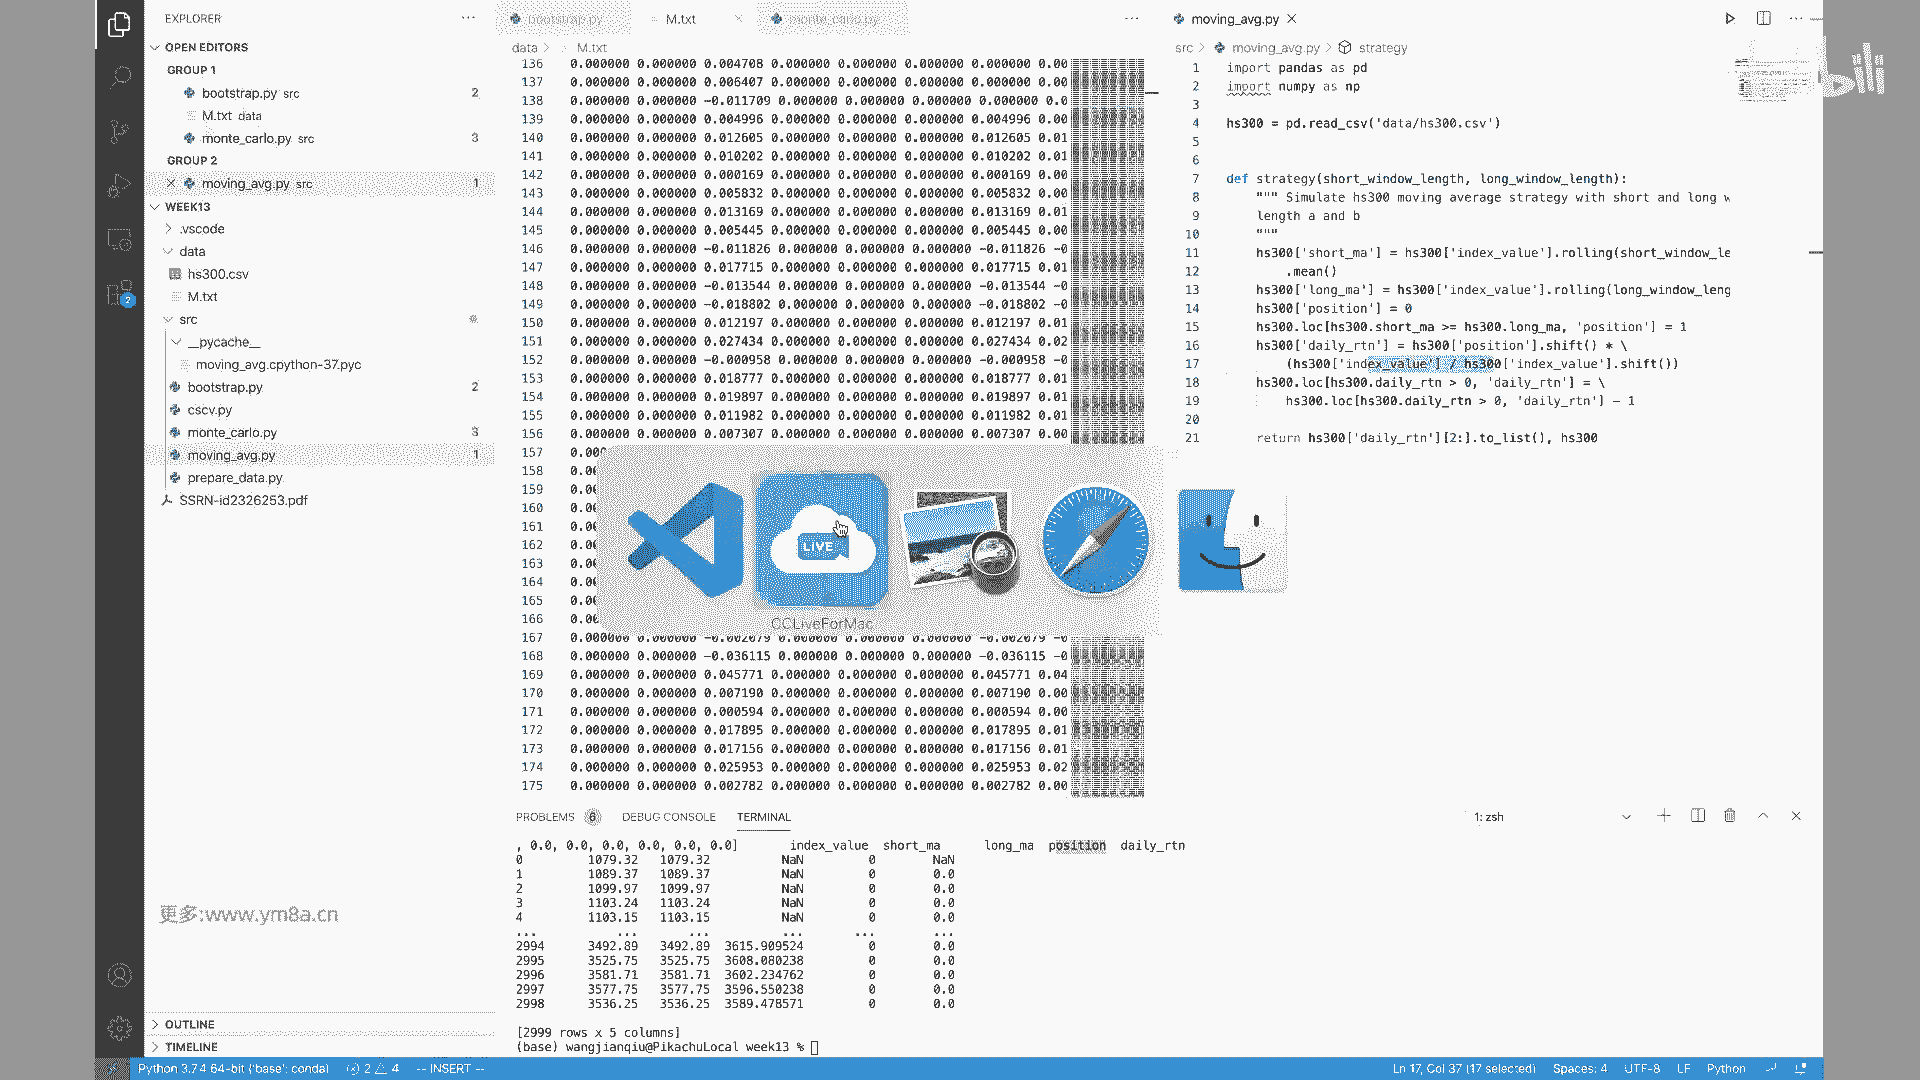 EXPLORER
OPEN EDITORS
GROUP 1
bootstrap.py src 2
M.txt data
monte_carlo.py src 3
GROUP 2
moving_avg.py src 1
WEEK13
.vscode
data
hs300.csv
M.txt
src
__pycache__
moving_avg.cpython-37.pyc
bootstrap.py 2
cscv.py
monte_carlo.py 3
moving_avg.py 1
prepare_data.py
SSRN-id2326253.pdf
更多:www.ym8a.cn
OUTLINE
TIMELINE
bootstrap.py M.txt monte_carlo.py
data M.txt
136 0.000000 0.000000 0.004708 0.000000 0.000000 0.000000 0.000000 0.00
137 0.000000 0.000000 0.006407 0.000000 0.000000 0.000000 0.000000 0.00
138 0.000000 0.000000 -0.011709 0.000000 0.000000 0.000000 0.000000 0.0
139 0.000000 0.000000 0.004996 0.000000 0.000000 0.000000 0.004996 0.00
140 0.000000 0.000000 0.012605 0.000000 0.000000 0.000000 0.012605 0.01
141 0.000000 0.000000 0.010202 0.000000 0.000000 0.000000 0.010202 0.01
142 0.000000 0.000000 0.000169 0.000000 0.000000 0.000000 0.000169 0.00
143 0.000000 0.000000 0.005832 0.000000 0.000000 0.000000 0.005832 0.00
144 0.000000 0.000000 0.013169 0.000000 0.000000 0.000000 0.013169 0.01
145 0.000000 0.000000 0.005445 0.000000 0.000000 0.000000 0.005445 0.00
146 0.000000 0.000000 -0.011826 0.000000 0.000000 0.000000 -0.011826 -0
147 0.000000 0.000000 0.017715 0.000000 0.000000 0.000000 0.017715 0.01
148 0.000000 0.000000 -0.013544 0.000000 0.000000 0.000000 -0.013544 -0
149 0.000000 0.000000 -0.018802 0.000000 0.000000 0.000000 -0.018802 -0
150 0.000000 0.000000 0.012197 0.000000 0.000000 0.000000 0.012197 0.01
151 0.000000 0.000000 0.027434 0.000000 0.000000 0.000000 0.027434 0.02
152 0.000000 0.000000 -0.000958 0.000000 0.000000 0.000000 -0.000958 -0
153 0.000000 0.000000 0.018777 0.000000 0.000000 0.000000 0.018777 0.01
154 0.000000 0.000000 0.019897 0.000000 0.000000 0.000000 0.019897 0.01
155 0.000000 0.000000 0.011982 0.000000 0.000000 0.000000 0.011982 0.01
156 0.000000 0.000000 0.007307 0.000000 0.000000 0.000000 0.007307 0.00
157 0.000
158 0.00
159 0.00
160 0.00
161 0.00
162 0.00
163 0.00
164 0.00
165 0.00
166 0.00
167 0.000000 0.000000 -0.002079 0.000000 0.000000 0.000000 -0.002079 -0
168 0.000000 0.000000 -0.036115 0.000000 0.000000 0.000000 -0.036115 -0
169 0.000000 0.000000 0.045771 0.000000 0.000000 0.000000 0.045771 0.04
170 0.000000 0.000000 0.007190 0.000000 0.000000 0.000000 0.007190 0.00
171 0.000000 0.000000 0.000594 0.000000 0.000000 0.000000 0.000594 0.00
172 0.000000 0.000000 0.017895 0.000000 0.000000 0.000000 0.017895 0.01
173 0.000000 0.000000 0.017156 0.000000 0.000000 0.000000 0.017156 0.01
174 0.000000 0.000000 0.025953 0.000000 0.000000 0.000000 0.025953 0.02
175 0.000000 0.000000 0.002782 0.000000 0.000000 0.000000 0.002782 0.00
LIVE
CCLiveForMac
moving_avg.py
src moving_avg.py strategy
bili
1 import pandas as pd
2 import numpy as np
3
4 hs300 = pd.read_csv('data/hs300.csv')
5
6
7 def strategy(short_window_length, long_window_length):
8 """ Simulate hs300 moving average strategy with short and long w
9 length a and b
10 """
11 hs300['short_ma'] = hs300['index_value'].rolling(short_window_le
12 .mean()
13 hs300['long_ma'] = hs300['index_value'].rolling(long_window_leng
14 hs300['position'] = 0
15 hs300.loc[hs300.short_ma >= hs300.long_ma, 'position'] = 1
16 hs300['daily_rtn'] = hs300['position'].shift() * \
17 (hs300['index_value'] / hs300['index_value'].shift())
18 hs300.loc[hs300.daily_rtn > 0, 'daily_rtn'] = \
19 hs300.loc[hs300.daily_rtn > 0, 'daily_rtn'] - 1
20
21 return hs300['daily_rtn'][2:].to_list(), hs300
PROBLEMS 6 DEBUG CONSOLE TERMINAL 1: zsh
, 0.0, 0.0, 0.0, 0.0, 0.0, 0.0] index_value short_ma long_ma position daily_rtn
0 1079.32 1079.32 NaN 0 NaN
1 1089.37 1089.37 NaN 0 0.0
2 1099.97 1099.97 NaN 0 0.0
3 1103.24 1103.24 NaN 0 0.0
4 1103.15 1103.15 NaN 0 0.0
... ... ... ... ... ...
2994 3492.89 3492.89 3615.909524 0 0.0
2995 3525.75 3525.75 3608.080238 0 0.0
2996 3581.71 3581.71 3602.234762 0 0.0
2997 3577.75 3577.75 3596.550238 0 0.0
2998 3536.25 3536.25 3589.478571 0 0.0
[2999 rows x 5 columns]
(base) wangjianqiu@PikachuLocal week13 %
Python 3.7.4 64-bit ('base': conda) 2 4 -- INSERT -- Ln 17, Col 37 (17 selected) Spaces: 4 UTF-8 LF Python